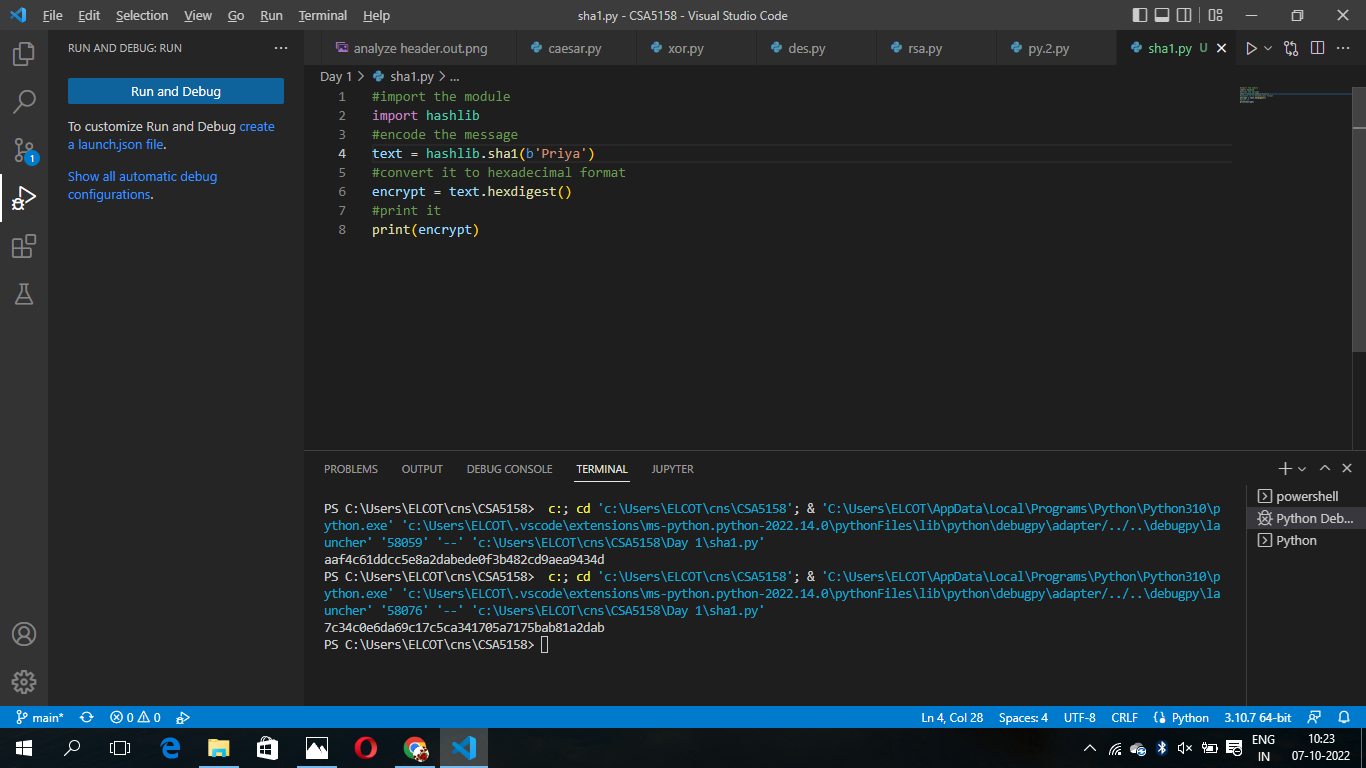 File Edit Selection View Go Run Terminal Help sha1.py - CSA5158 - Visual Studio Code
RUN AND DEBUG: RUN ...
analyze header.out.png caesar.py xor.py des.py rsa.py py.2.py sha1.py U
Day 1 > sha1.py > ...
Run and Debug
To customize Run and Debug create
a launch.json file.
Show all automatic debug
configurations.
1 #import the module
2 import hashlib
3 #encode the message
4 text = hashlib.sha1(b'Priya')
5 #convert it to hexadecimal format
6 encrypt = text.hexdigest()
7 #print it
8 print(encrypt)
1
PROBLEMS OUTPUT DEBUG CONSOLE TERMINAL JUPYTER
PS C:\Users\ELCOT\cns\CSA5158> c:; cd 'c:\Users\ELCOT\cns\CSA5158'; & 'C:\Users\ELCOT\AppData\Local\Programs\Python\Python310\p
ython.exe' 'c:\Users\ELCOT\.vscode\extensions\ms-python.python-2022.14.0\pythonFiles\lib\python\debugpy\adapter/../..\debugpy\la
uncher' '58059' '--' 'c:\Users\ELCOT\cns\CSA5158\Day 1\sha1.py'
aaf4c61ddcc5e8a2dabede0f3b482cd9aea9434d
PS C:\Users\ELCOT\cns\CSA5158> c:; cd 'c:\Users\ELCOT\cns\CSA5158'; & 'C:\Users\ELCOT\AppData\Local\Programs\Python\Python310\p
ython.exe' 'c:\Users\ELCOT\.vscode\extensions\ms-python.python-2022.14.0\pythonFiles\lib\python\debugpy\adapter/../..\debugpy\la
uncher' '58076' '--' 'c:\Users\ELCOT\cns\CSA5158\Day 1\sha1.py'
7c34c0e6da69c17c5ca341705a7175bab81a2dab
PS C:\Users\ELCOT\cns\CSA5158>
powershell
Python Deb...
Python
main* 0 0 Ln 4, Col 28 Spaces: 4 UTF-8 CRLF Python 3.10.7 64-bit
ENG 10:23
IN 07-10-2022